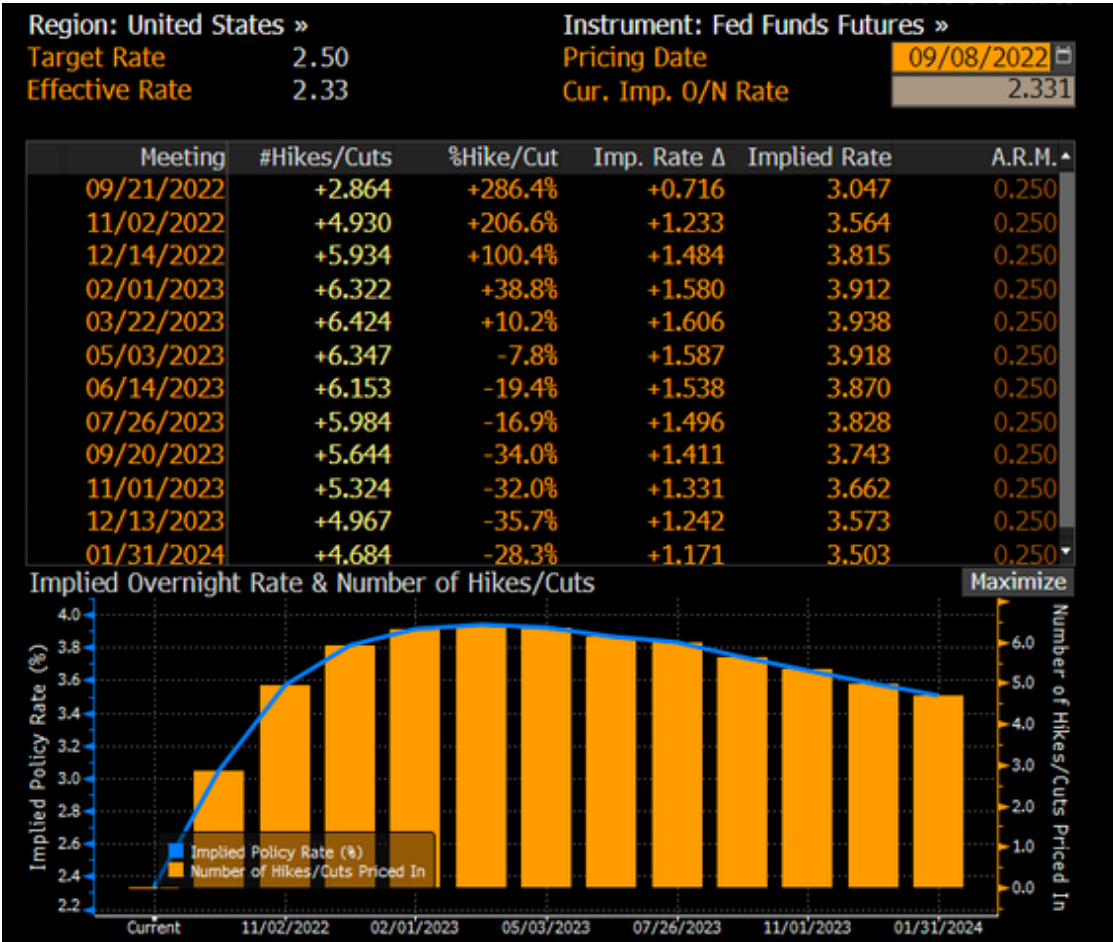 Region: United States » Instrument: Fed Funds Futures »
Target Rate 2.50 Pricing Date 09/08/2022
Effective Rate 2.33 Cur. Imp. O/N Rate 2.331
Meeting #Hikes/Cuts %Hike/Cut Imp. Rate Δ Implied Rate A.R.M.
09/21/2022 +2.864 +286.4% +0.716 3.047 0.250
11/02/2022 +4.930 +206.6% +1.233 3.564 0.250
12/14/2022 +5.934 +100.4% +1.484 3.815 0.250
02/01/2023 +6.322 +38.8% +1.580 3.912 0.250
03/22/2023 +6.424 +10.2% +1.606 3.938 0.250
05/03/2023 +6.347 -7.8% +1.587 3.918 0.250
06/14/2023 +6.153 -19.4% +1.538 3.870 0.250
07/26/2023 +5.984 -16.9% +1.496 3.828 0.250
09/20/2023 +5.644 -34.0% +1.411 3.743 0.250
11/01/2023 +5.324 -32.0% +1.331 3.662 0.250
12/13/2023 +4.967 -35.7% +1.242 3.573 0.250
01/31/2024 +4.684 -28.3% +1.171 3.503 0.250
Implied Overnight Rate & Number of Hikes/Cuts Maximize
Implied Policy Rate (%)
4.0
3.8
3.6
3.4
3.2
3.0
2.8
2.6
2.4
2.2
Implied Policy Rate (%)
Number of Hikes/Cuts Priced In
6.0
5.0
4.0
3.0
2.0
1.0
0.0
Number of Hikes/Cuts Priced In
Current 11/02/2022 02/01/2023 05/03/2023 07/26/2023 11/01/2023 01/31/2024